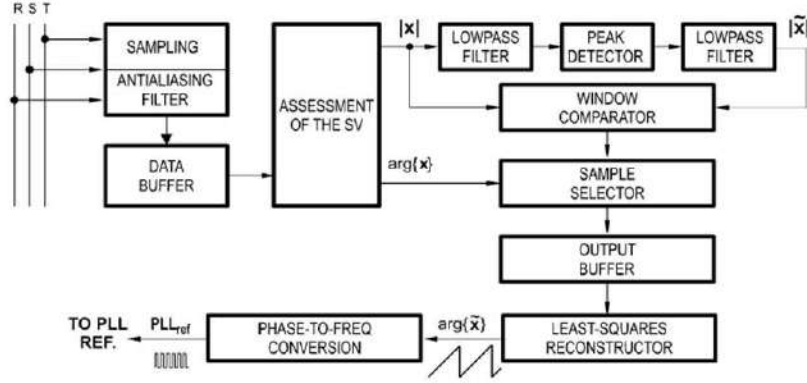 R S T
SAMPLING
ANTIALIASING
FILTER
DATA
BUFFER
ASSESSMENT
OF THE SV
|x|
LOWPASS
FILTER
PEAK
DETECTOR
LOWPASS
FILTER
|x̃|
WINDOW
COMPARATOR
arg{x}
SAMPLE
SELECTOR
OUTPUT
BUFFER
LEAST-SQUARES
RECONSTRUCTOR
arg{x̃}
PHASE-TO-FREQ
CONVERSION
PLLref
TO PLL
REF.